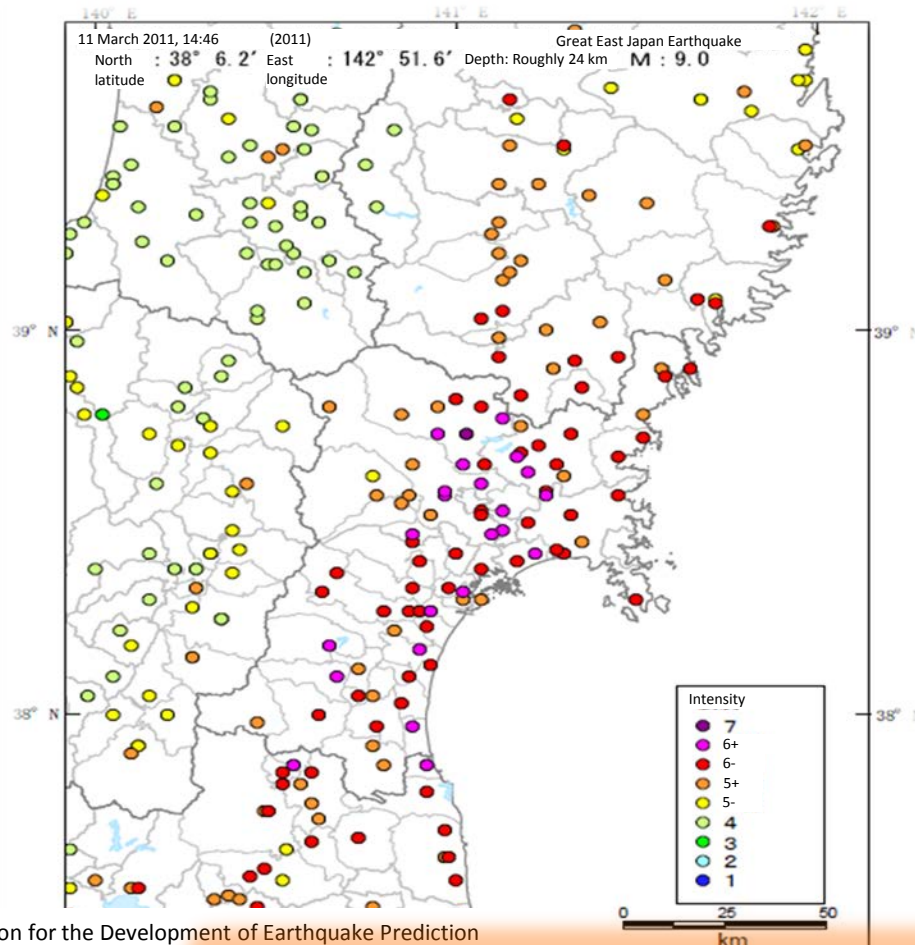 140° E 141° E 142° E
11 March 2011, 14:46 (2011) Great East Japan Earthquake
North latitude : 38° 6.2′ East longitude : 142° 51.6′ Depth: Roughly 24 km M : 9.0
39° N 39°
38° N 38°
Intensity
7
6+
6-
5+
5-
4
3
2
1
0 25 50
km
on for the Development of Earthquake Prediction